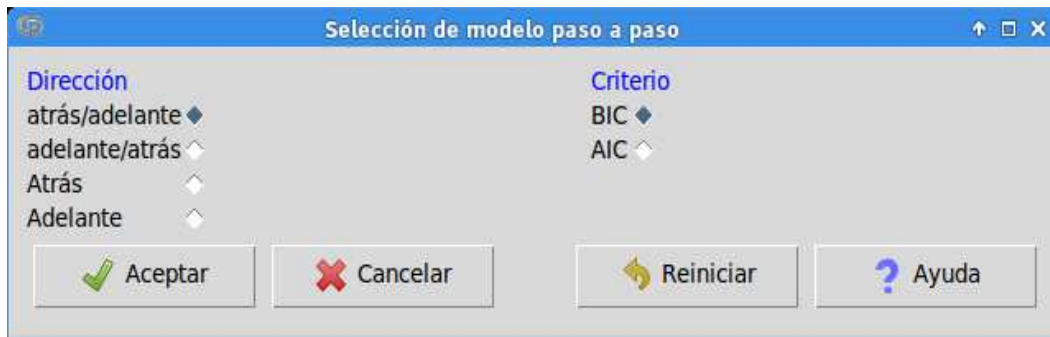 Selección de modelo paso a paso
Dirección
atrás/adelante
adelante/atrás
Atrás
Adelante
Criterio
BIC
AIC
Aceptar
Cancelar
Reiniciar
Ayuda